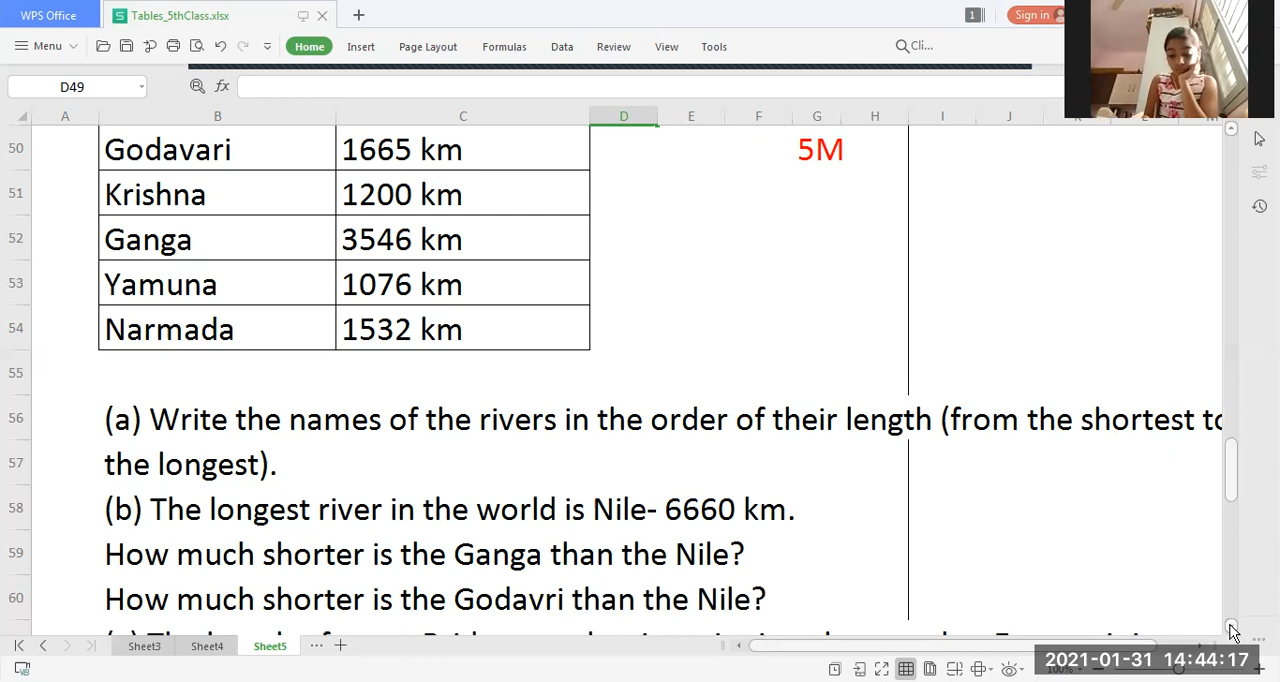 WPS Office Tables_5thClass.xlsx 1 Sign in
Menu Home Insert Page Layout Formulas Data Review View Tools Cli...
D49 fx
A B C D E F G H I J
50 Godavari 1665 km 5M
51 Krishna 1200 km
52 Ganga 3546 km
53 Yamuna 1076 km
54 Narmada 1532 km
55
56 (a) Write the names of the rivers in the order of their length (from the shortest to
57 the longest).
58 (b) The longest river in the world is Nile- 6660 km.
59 How much shorter is the Ganga than the Nile?
60 How much shorter is the Godavri than the Nile?
Sheet3 Sheet4 Sheet5 ...
2021-01-31 14:44:17